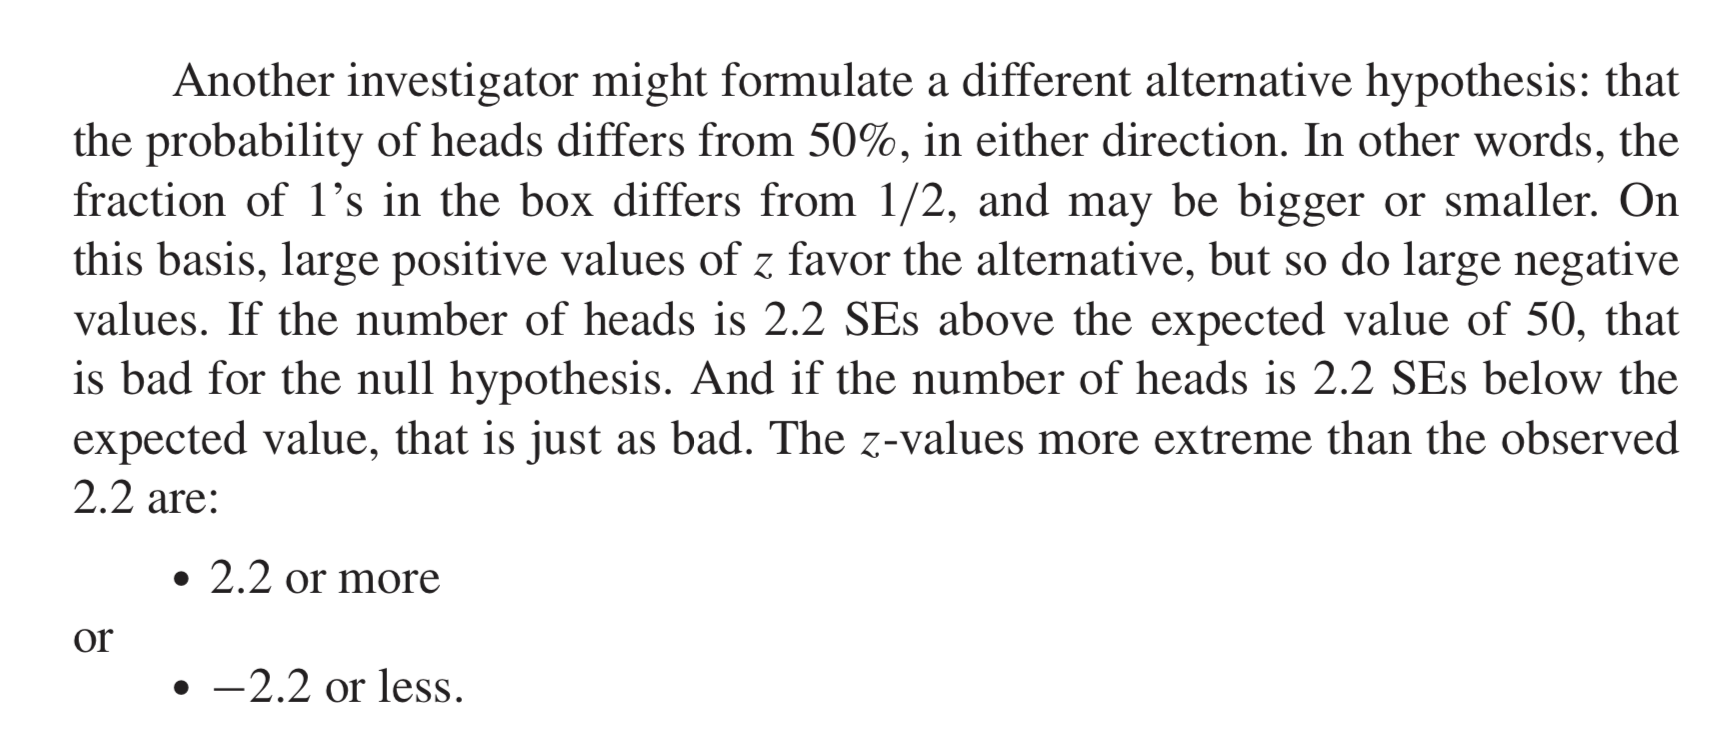 Another investigator might formulate a different alternative hypothesis: that
the probability of heads differs from 50%, in either direction. In other words, the
fraction of 1’s in the box differs from 1/2, and may be bigger or smaller. On
this basis, large positive values of z favor the alternative, but so do large negative
values. If the number of heads is 2.2 SEs above the expected value of 50, that
is bad for the null hypothesis. And if the number of heads is 2.2 SEs below the
expected value, that is just as bad. The z-values more extreme than the observed
2.2 are:
• 2.2 or more
or
• −2.2 or less.